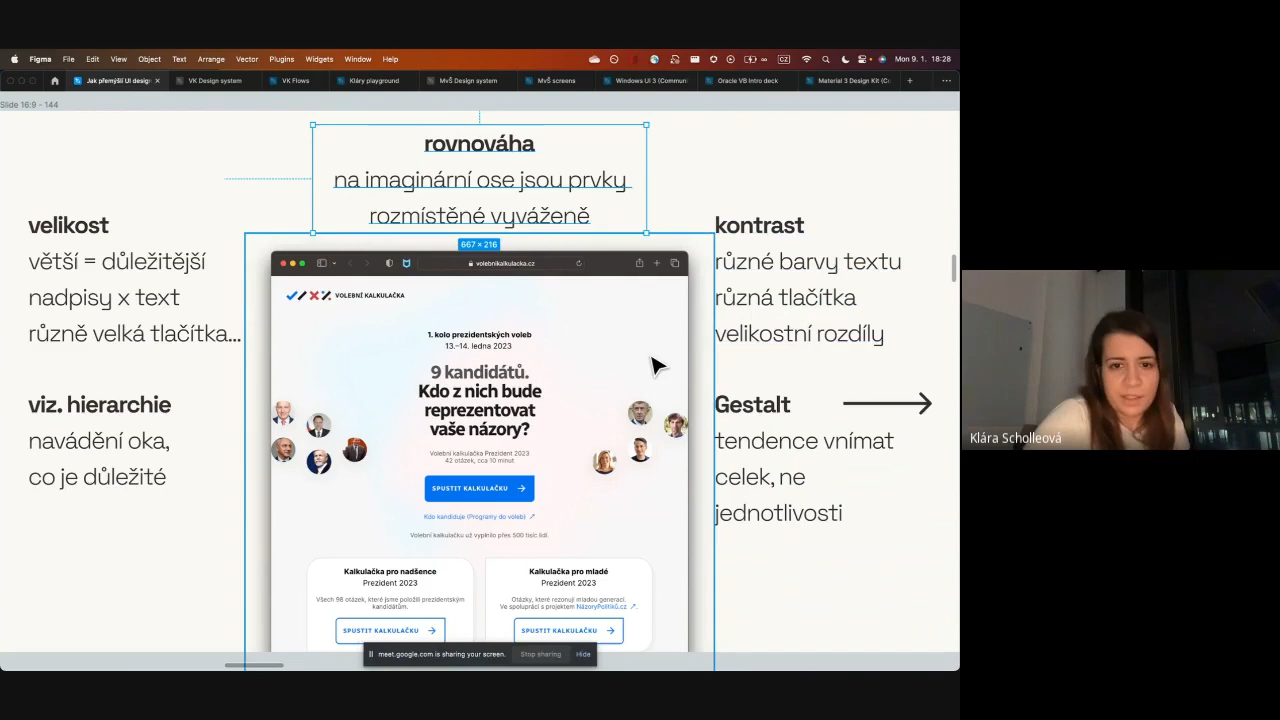 Figma File Edit View Object Text Arrange Vector Plugins Widgets Window Help CZ Mon 9. 1. 18:28
Jak přemýšlí UI design VK Design system VK Flows Kláry playground MvŠ Design system MvŠ screens Windows UI 3 (Commun Oracle VB Intro deck Material 3 Design Kit (Co
Slide 16:9 - 144
rovnováha
na imaginární ose jsou prvky
rozmístěné vyváženě
667 × 216
velikost
větší = důležitější
nadpisy x text
různě velká tlačítka...
viz. hierarchie
navádění oka,
co je důležité
volebnikalkulacka.cz
VOLEBNÍ KALKULAČKA
1. kolo prezidentských voleb
13.–14. ledna 2023
9 kandidátů.
Kdo z nich bude
reprezentovat
vaše názory?
Volební kalkulačka Prezident 2023
42 otázek, cca 10 minut
SPUSTIT KALKULAČKU
Kdo kandiduje (Programy do voleb)
Volební kalkulačku už vyplnilo přes 500 tisíc lidí.
Kalkulačka pro nadšence
Prezident 2023
Všech 98 otázek, které jsme položili prezidentským
kandidátům.
SPUSTIT KALKULAČKU
Kalkulačka pro mladé
Prezident 2023
Otázky, které rezonují mladou generací.
Ve spolupráci s projektem NázoryPolitiků.cz
SPUSTIT KALKULAČKU
kontrast
různé barvy textu
různá tlačítka
velikostní rozdíly
Gestalt
tendence vnímat
celek, ne
jednotlivosti
meet.google.com is sharing your screen. Stop sharing Hide
Klára Scholleová